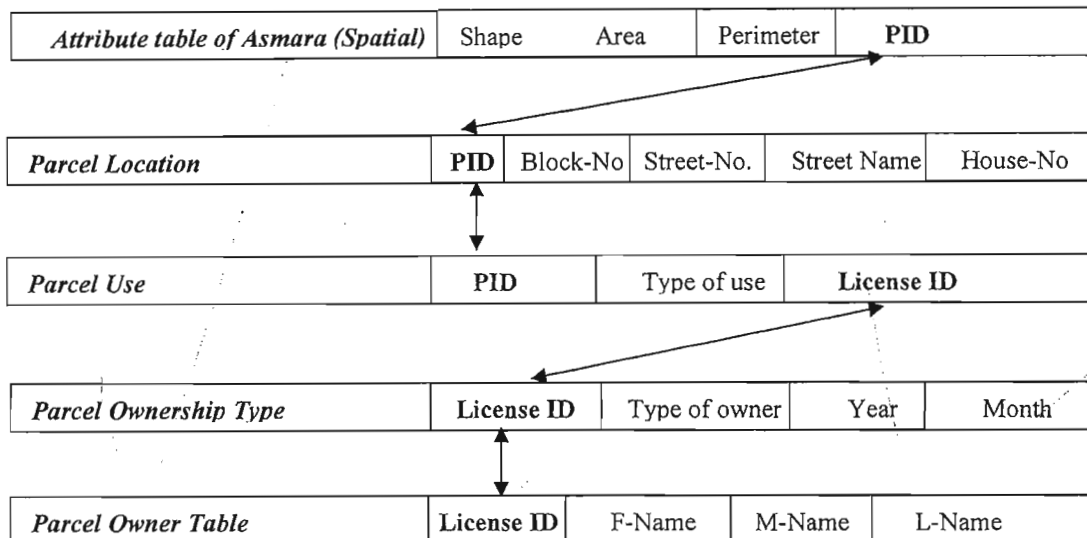 Attribute table of Asmara (Spatial) Shape Area Perimeter PID
Parcel Location PID Block-No Street-No. Street Name House-No
Parcel Use PID Type of use License ID
Parcel Ownership Type License ID Type of owner Year Month
Parcel Owner Table License ID F-Name M-Name L-Name